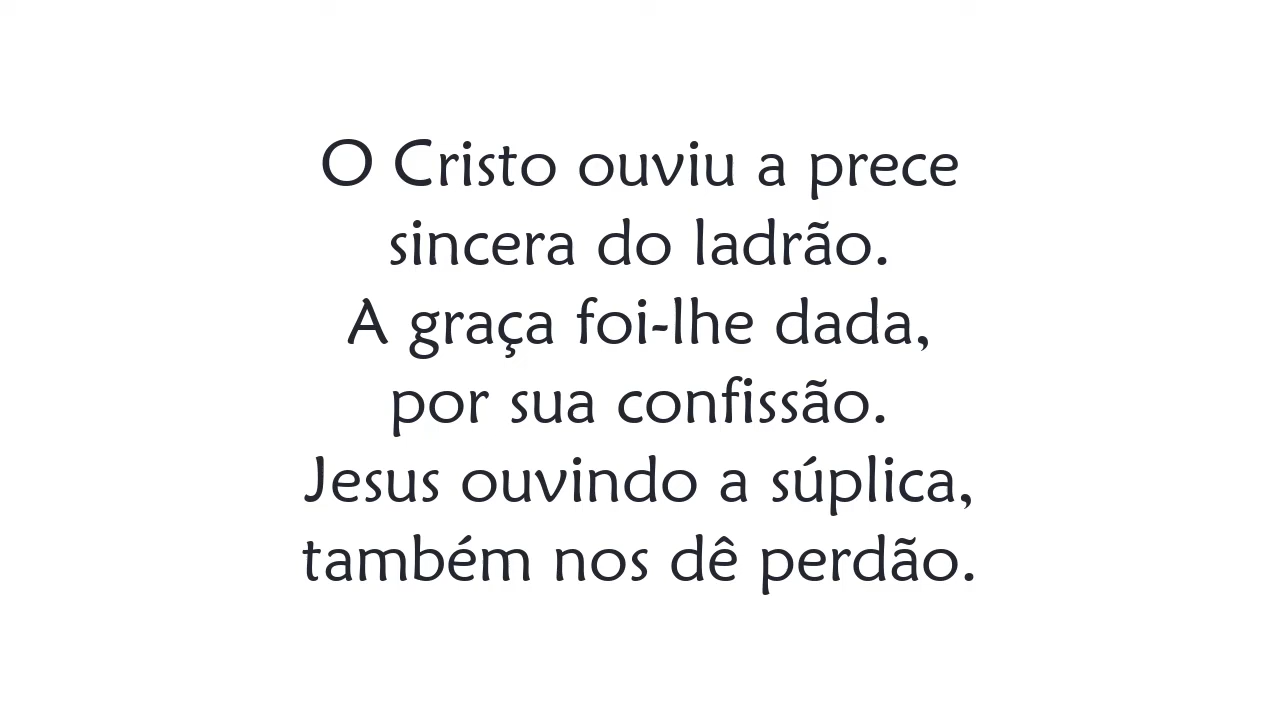 O Cristo ouviu a prece
sincera do ladrão.
A graça foi-lhe dada,
por sua confissão.
Jesus ouvindo a súplica,
também nos dê perdão.